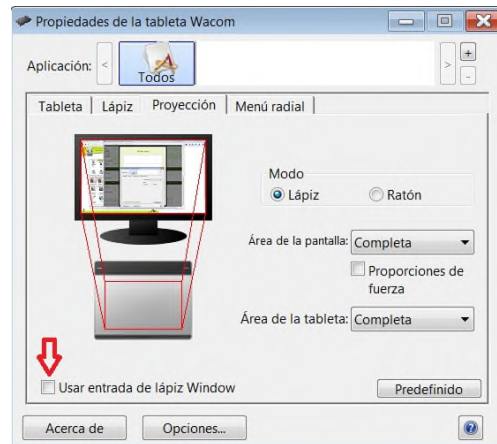 Propiedades de la tableta Wacom
Aplicación:
Todos
Tableta Lápiz Proyección Menú radial
Modo
Lápiz Ratón
Área de la pantalla: Completa
Proporciones de
fuerza
Área de la tableta: Completa
Usar entrada de lápiz Window
Predefinido
Acerca de Opciones...